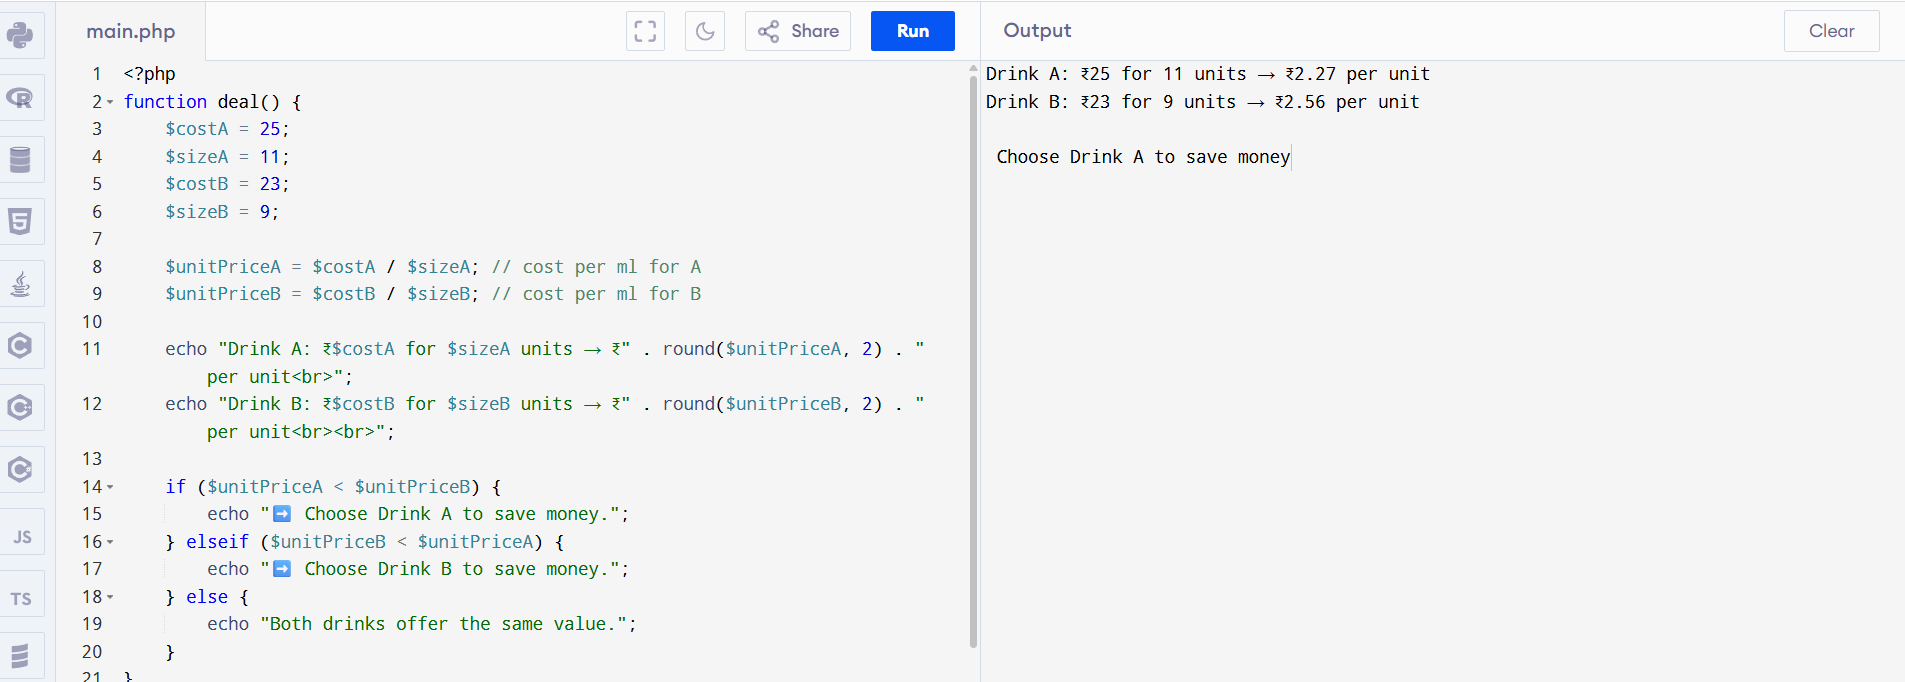 main.php
Share
Run
Output
Clear
1 <?php
2 function deal() {
3 $costA = 25;
4 $sizeA = 11;
5 $costB = 23;
6 $sizeB = 9;
7
8 $unitPriceA = $costA / $sizeA; // cost per ml for A
9 $unitPriceB = $costB / $sizeB; // cost per ml for B
10
11 echo "Drink A: ₹$costA for $sizeA units → ₹" . round($unitPriceA, 2) . "
per unit<br>";
12 echo "Drink B: ₹$costB for $sizeB units → ₹" . round($unitPriceB, 2) . "
per unit<br><br>";
13
14 if ($unitPriceA < $unitPriceB) {
15 echo "➡️ Choose Drink A to save money.";
16 } elseif ($unitPriceB < $unitPriceA) {
17 echo "➡️ Choose Drink B to save money.";
18 } else {
19 echo "Both drinks offer the same value.";
20 }
21 }
Drink A: ₹25 for 11 units → ₹2.27 per unit
Drink B: ₹23 for 9 units → ₹2.56 per unit
Choose Drink A to save money
R
5
C
C
C
JS
TS